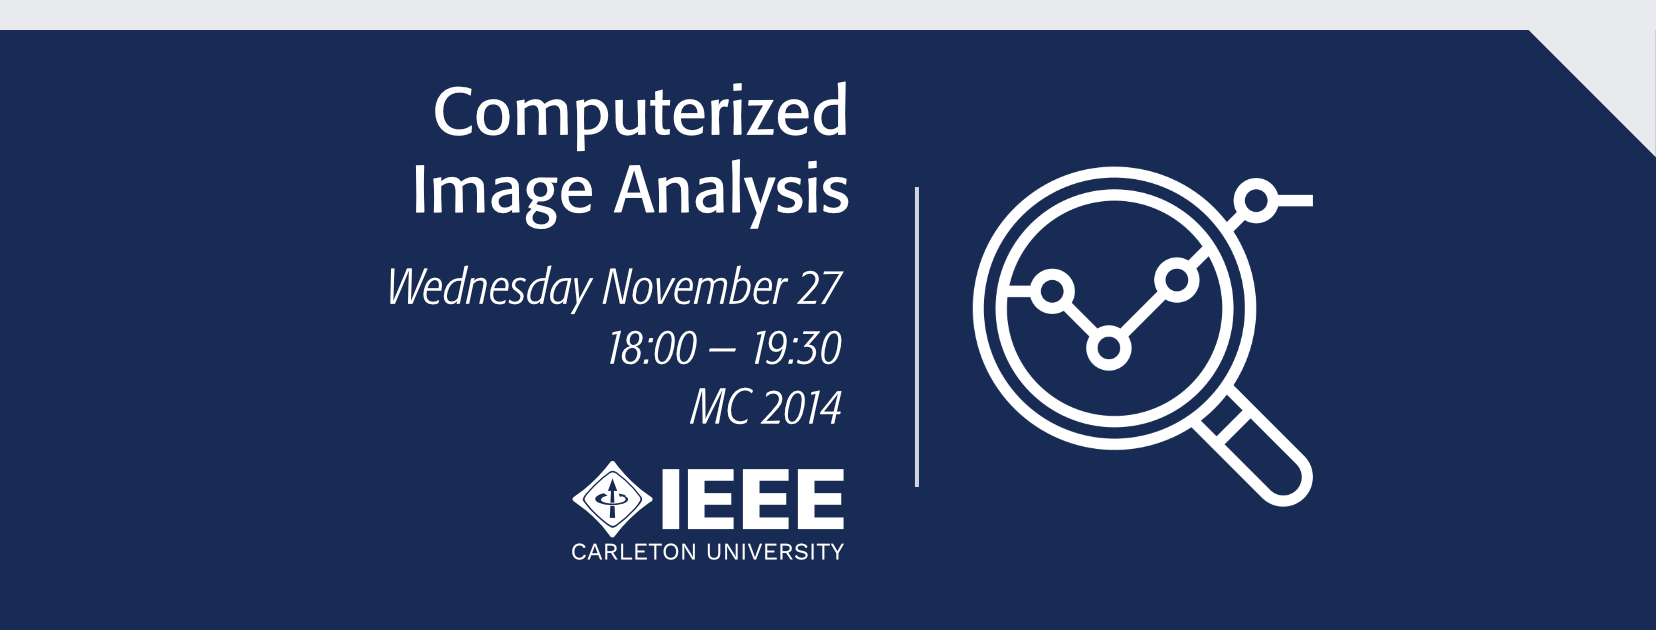 Computerized
Image Analysis
Wednesday November 27
18:00 – 19:30
MC 2014
IEEE
CARLETON UNIVERSITY